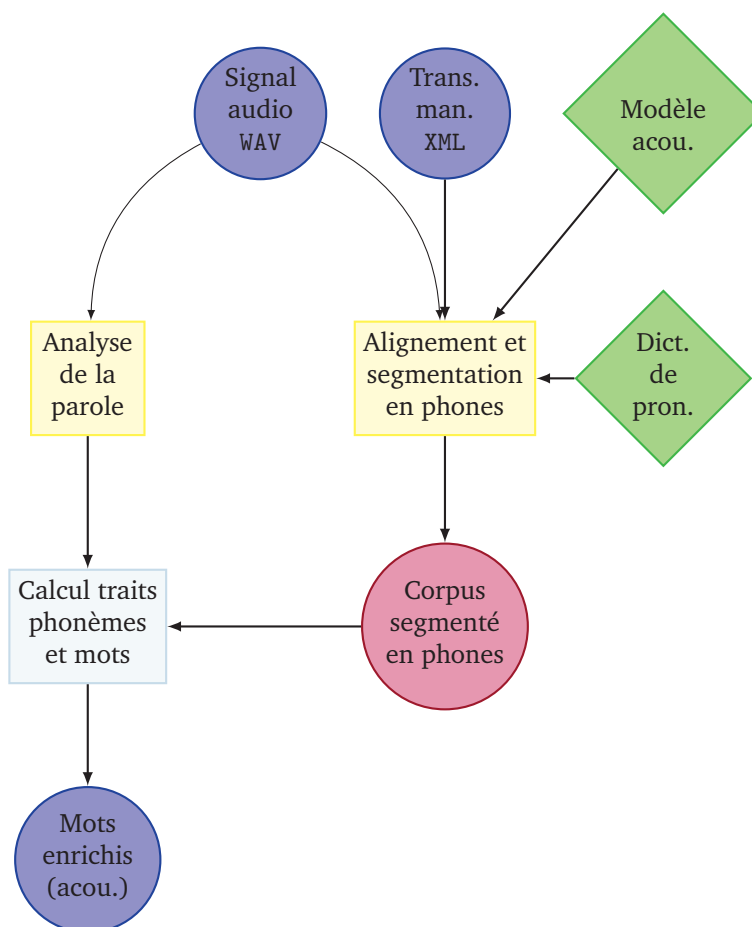 Signal
audio
WAV
Trans.
man.
XML
Modèle
acou.
Analyse
de la
parole
Alignement et
segmentation
en phones
Dict.
de
pron.
Calcul traits
phonèmes
et mots
Corpus
segmenté
en phones
Mots
enrichis
(acou.)